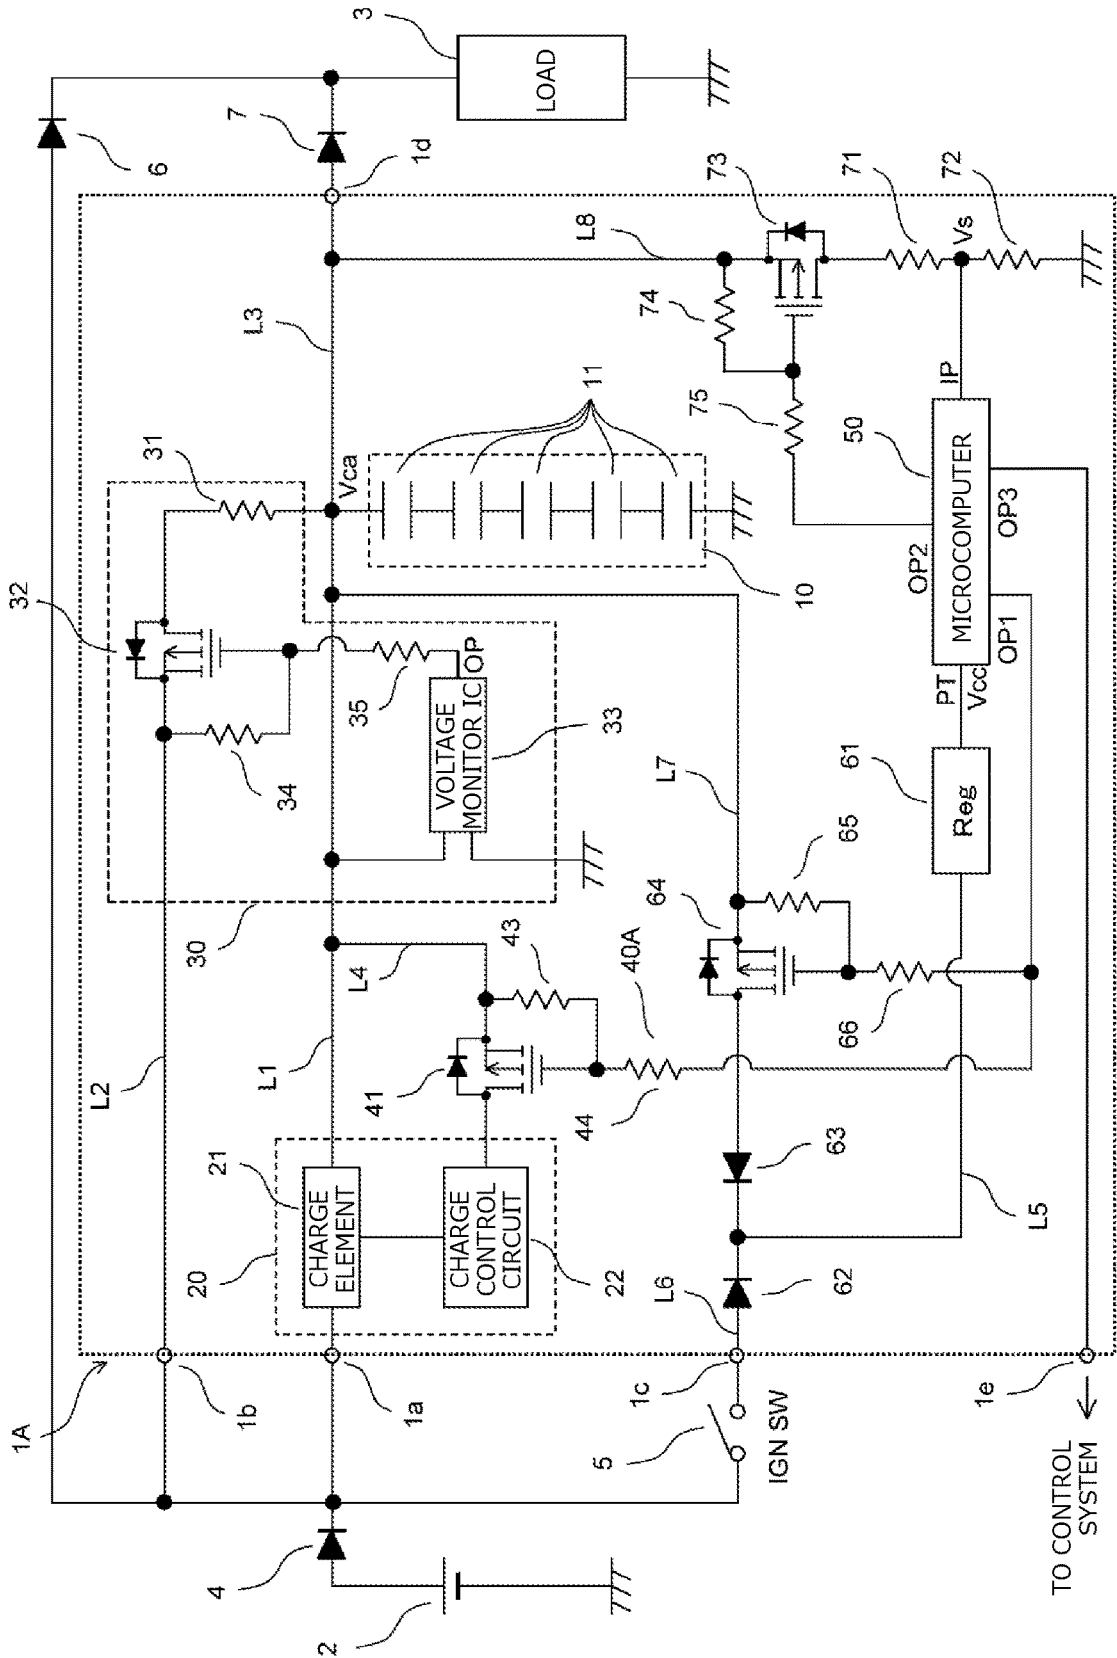 1A
6
3
LOAD
7
1d
L3
L8
73
71
Vs
72
74
75
IP
50
MICROCOMPUTER
OP2
OP3
OP1
PT
Vcc
61
Reg
31
Vca
11
10
32
34
35
OP
VOLTAGE
MONITOR IC
33
30
L2
L1
L4
41
43
40A
44
64
65
66
L7
63
62
L6
L5
20
21
CHARGE
ELEMENT
CHARGE
CONTROL
CIRCUIT
22
1b
1a
1c
1e
5
IGN SW
4
2
TO CONTROL
SYSTEM